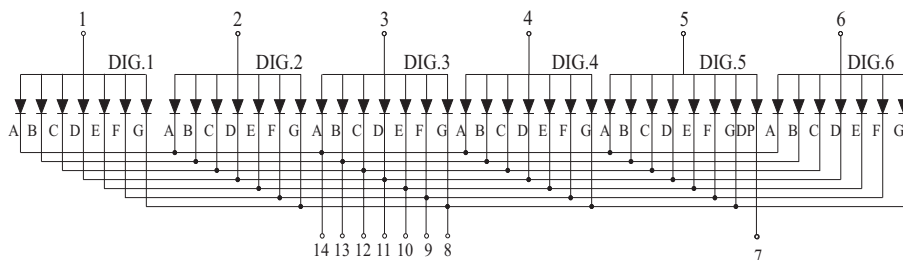 1 2 3 4 5 6
DIG.1 DIG.2 DIG.3 DIG.4 DIG.5 DIG.6
A B C D E F G A B C D E F G A B C D E F G A B C D E F G A B C D E F G DP A B C D E F G
14 13 12 11 10 9 8 7